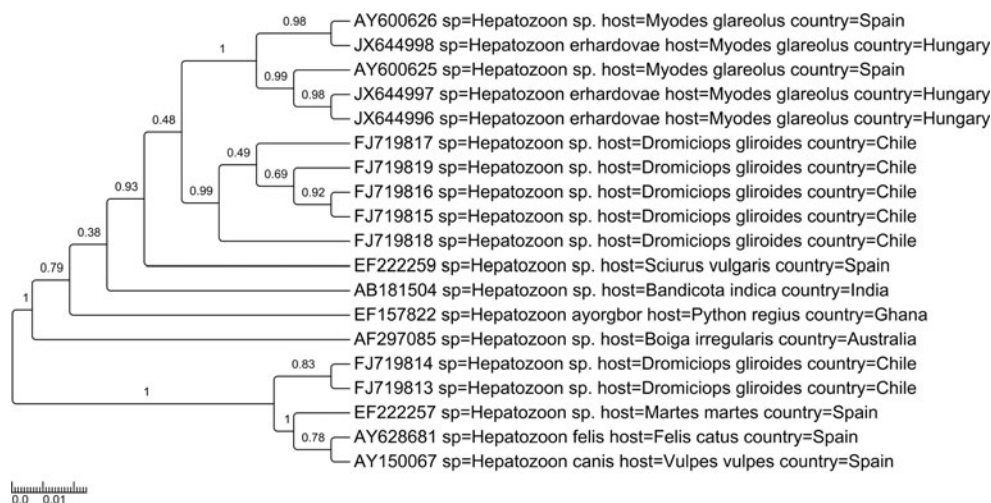 AY600626 sp=Hepatozoon sp. host=Myodes glareolus country=Spain
0.98
JX644998 sp=Hepatozoon erhardovae host=Myodes glareolus country=Hungary
1
AY600625 sp=Hepatozoon sp. host=Myodes glareolus country=Spain
0.99
JX644997 sp=Hepatozoon erhardovae host=Myodes glareolus country=Hungary
0.98
JX644996 sp=Hepatozoon erhardovae host=Myodes glareolus country=Hungary
0.48
FJ719817 sp=Hepatozoon sp. host=Dromiciops gliroides country=Chile
0.49
FJ719819 sp=Hepatozoon sp. host=Dromiciops gliroides country=Chile
0.69
FJ719816 sp=Hepatozoon sp. host=Dromiciops gliroides country=Chile
0.93
0.99
0.92
FJ719815 sp=Hepatozoon sp. host=Dromiciops gliroides country=Chile
FJ719818 sp=Hepatozoon sp. host=Dromiciops gliroides country=Chile
0.38
EF222259 sp=Hepatozoon sp. host=Sciurus vulgaris country=Spain
0.79
AB181504 sp=Hepatozoon sp. host=Bandicota indica country=India
1
EF157822 sp=Hepatozoon ayorgbor host=Python regius country=Ghana
AF297085 sp=Hepatozoon sp. host=Boiga irregularis country=Australia
0.83
FJ719814 sp=Hepatozoon sp. host=Dromiciops gliroides country=Chile
FJ719813 sp=Hepatozoon sp. host=Dromiciops gliroides country=Chile
1
EF222257 sp=Hepatozoon sp. host=Martes martes country=Spain
1
AY628681 sp=Hepatozoon felis host=Felis catus country=Spain
0.78
AY150067 sp=Hepatozoon canis host=Vulpes vulpes country=Spain
0.0 0.01